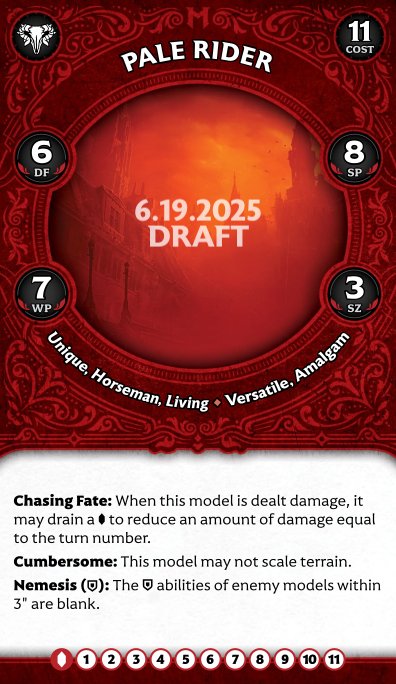 PALE RIDER
11
COST
6
DF
8
SP
6.19.2025
DRAFT
7
WP
3
SZ
Unique, Horseman, Living ◆ Versatile, Amalgam
Chasing Fate: When this model is dealt damage, it
may drain a to reduce an amount of damage equal
to the turn number.
Cumbersome: This model may not scale terrain.
Nemesis (): The abilities of enemy models within
3" are blank.
1 2 3 4 5 6 7 8 9 10 11